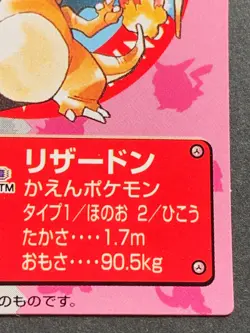 リザードン
TM
かえんポケモン
タイプ1/ほのお 2/ひこう
たかさ‥‥1.7m
おもさ‥‥90.5kg
のものです。